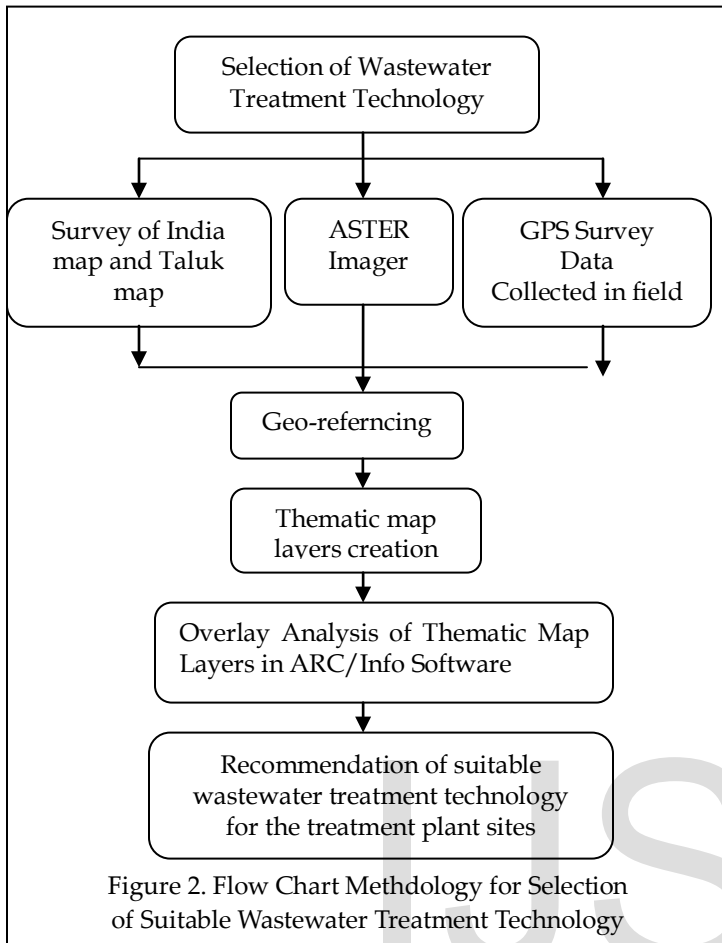 Selection of Wastewater
Treatment Technology
Survey of India
map and Taluk
map
ASTER
Imager
GPS Survey
Data
Collected in field
Geo-referncing
Thematic map
layers creation
Overlay Analysis of Thematic Map
Layers in ARC/Info Software
Recommendation of suitable
wastewater treatment technology
for the treatment plant sites
Figure 2. Flow Chart Methdology for Selection
of Suitable Wastewater Treatment Technology
IJS